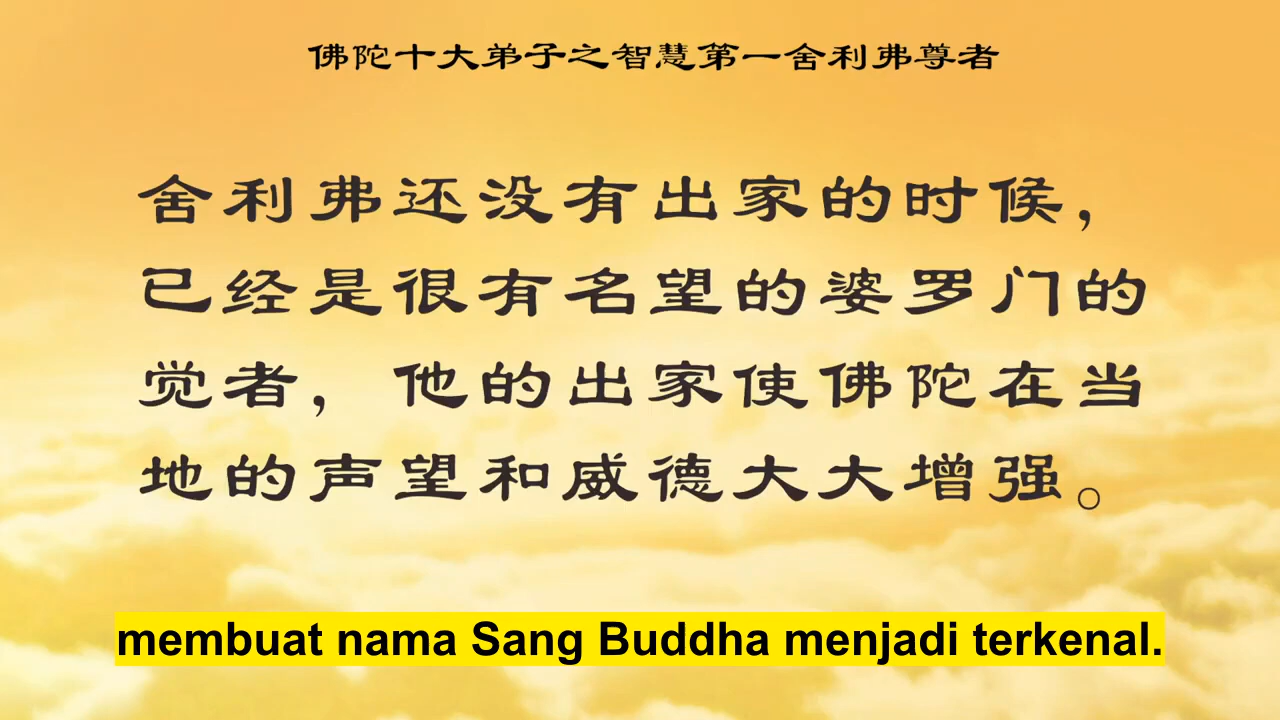 佛陀十大弟子之智慧第一舍利弗尊者
舍利弗还没有出家的时候,
已经是很有名望的婆罗门的
觉者,他的出家使佛陀在当
地的声望和威德大大增强。
membuat nama Sang Buddha menjadi terkenal.